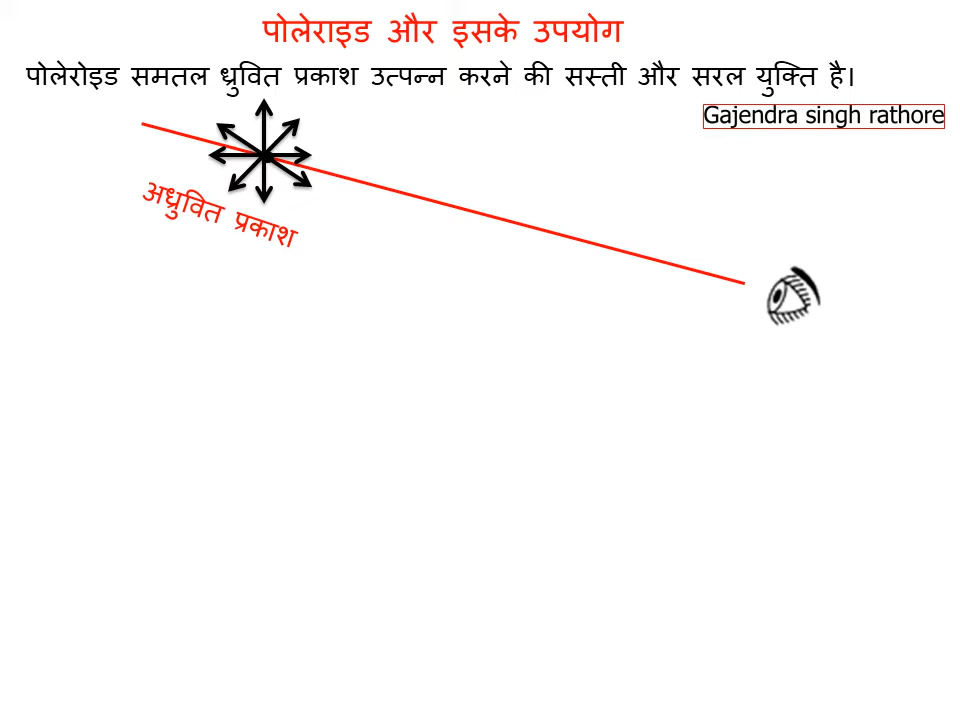 पोलेराइड और इसके उपयोग
पोलेरोइड समतल ध्रुवित प्रकाश उत्पन्न करने की सस्ती और सरल युक्ति है।
Gajendra singh rathore
अध्रुवित प्रकाश